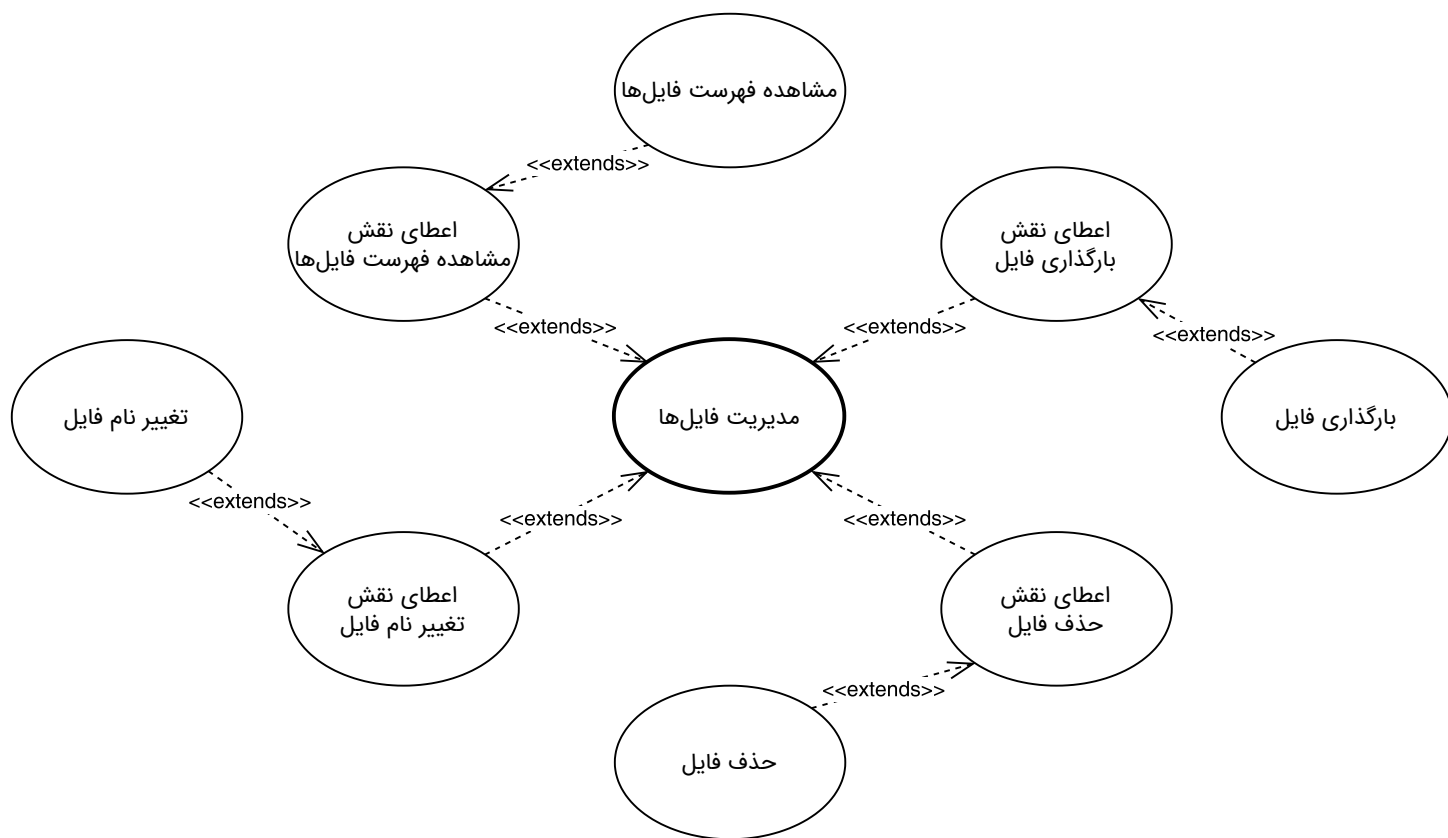 مشاهده فهرست فایل‌ها
<<extends>>
اعطای نقش
مشاهده فهرست فایل‌ها
اعطای نقش
بارگذاری فایل
<<extends>>
<<extends>>
<<extends>>
تغییر نام فایل
مدیریت فایل‌ها
بارگذاری فایل
<<extends>>
<<extends>>
<<extends>>
اعطای نقش
تغییر نام فایل
اعطای نقش
حذف فایل
<<extends>>
حذف فایل